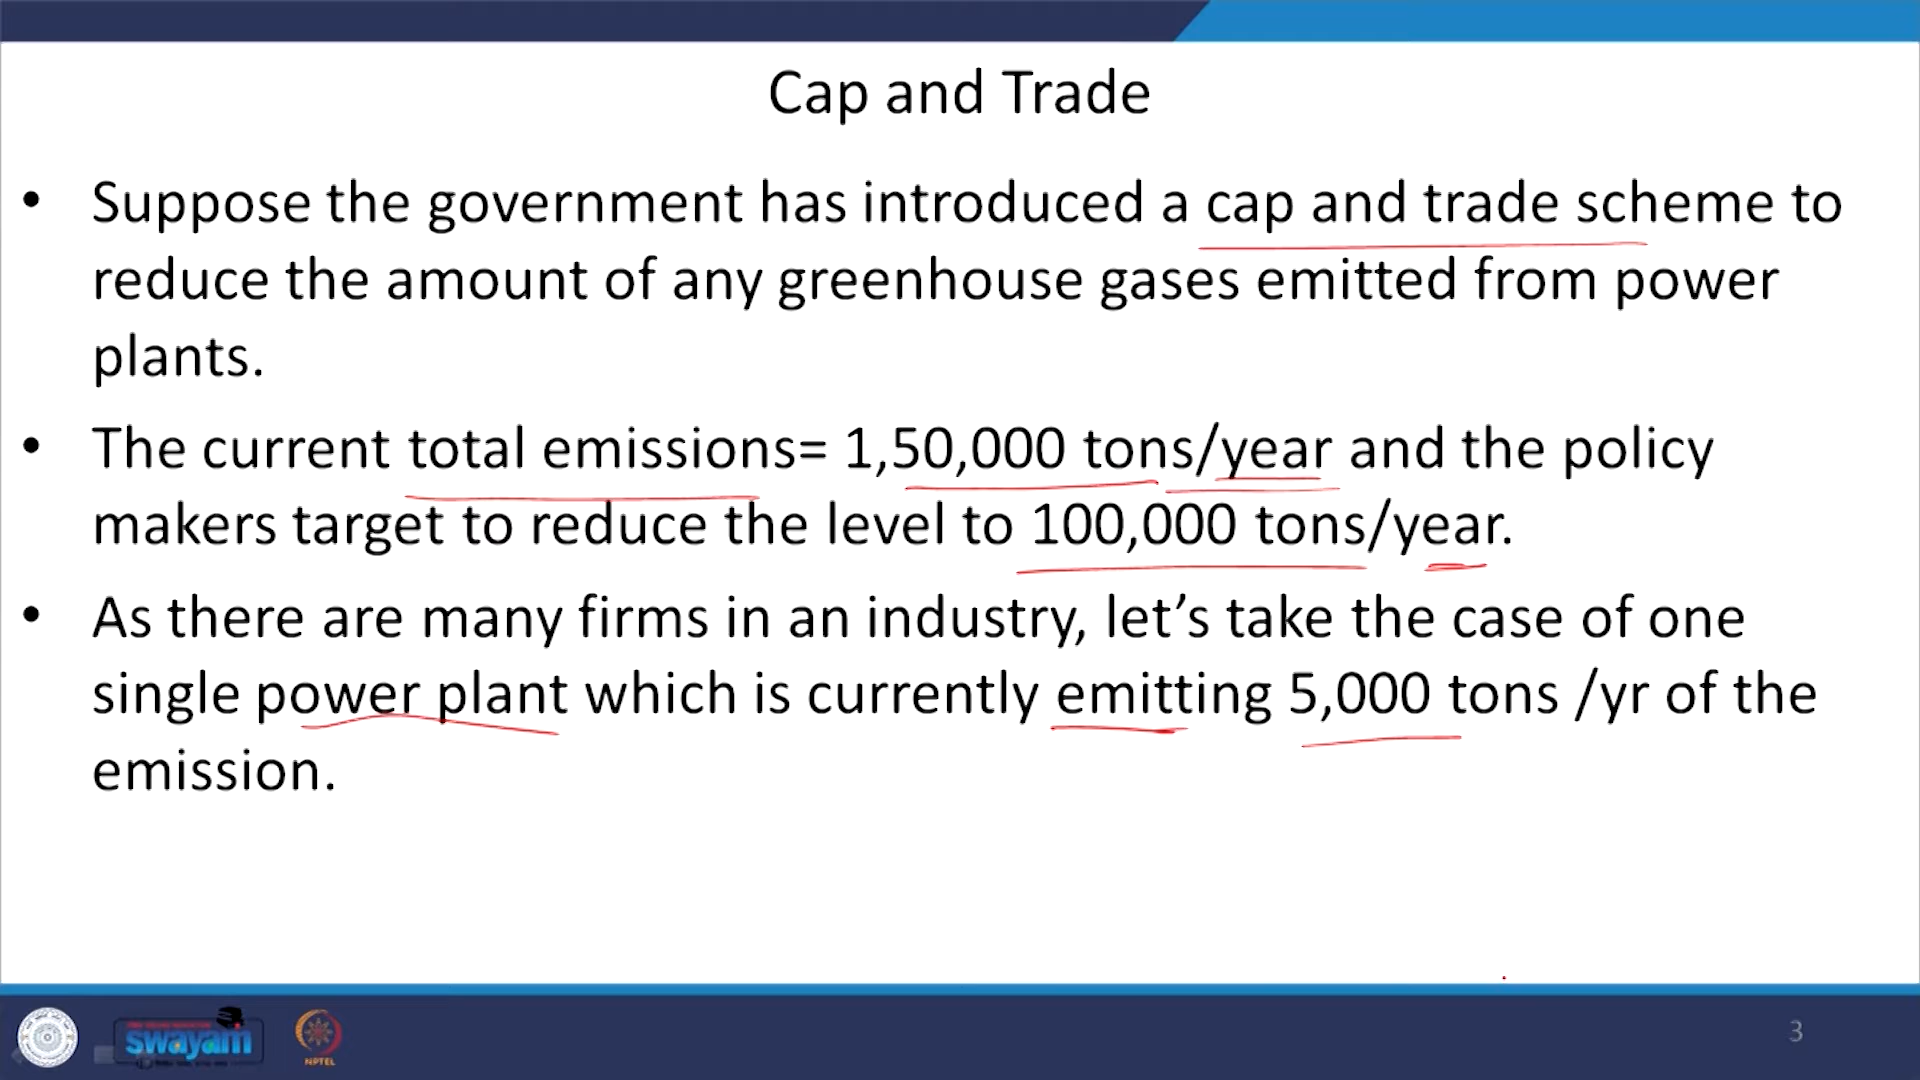 Cap and Trade
• Suppose the government has introduced a cap and trade scheme to
reduce the amount of any greenhouse gases emitted from power
plants.
• The current total emissions= 1,50,000 tons/year and the policy
makers target to reduce the level to 100,000 tons/year.
• As there are many firms in an industry, let’s take the case of one
single power plant which is currently emitting 5,000 tons /yr of the
emission.
swayam
NPTEL
3